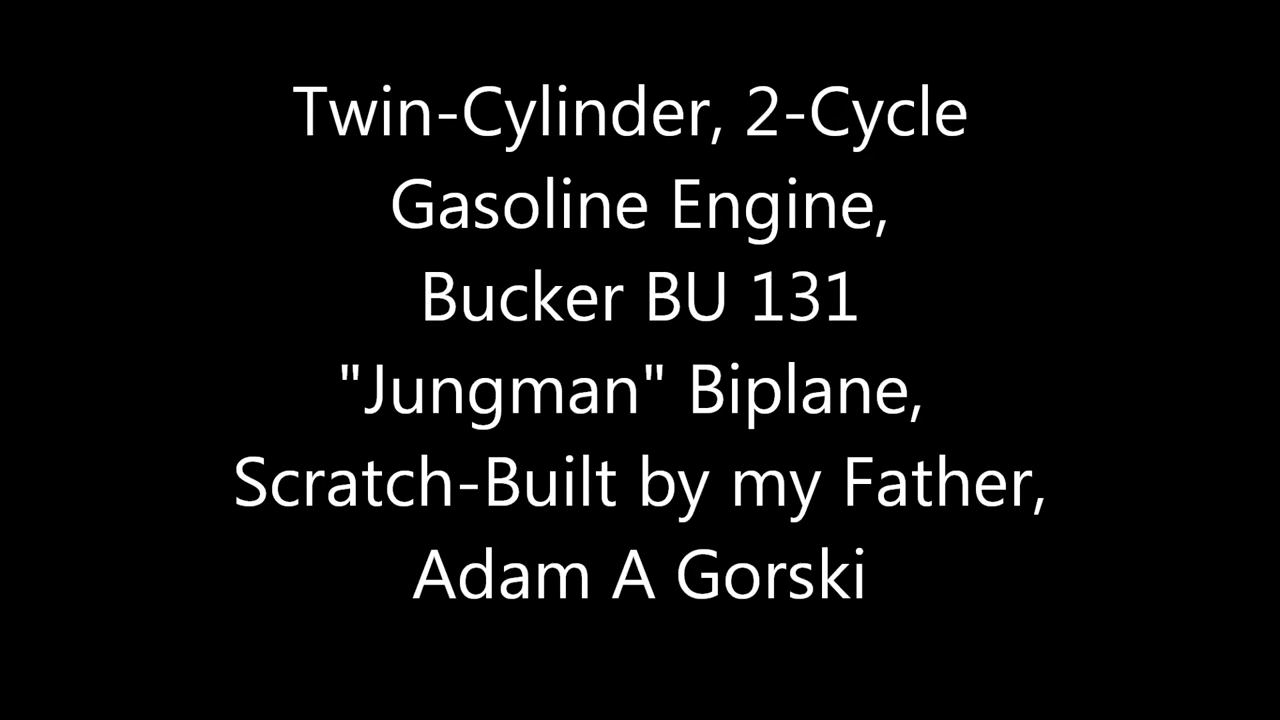 Twin-Cylinder, 2-Cycle
Gasoline Engine,
Bucker BU 131
"Jungman" Biplane,
Scratch-Built by my Father,
Adam A Gorski